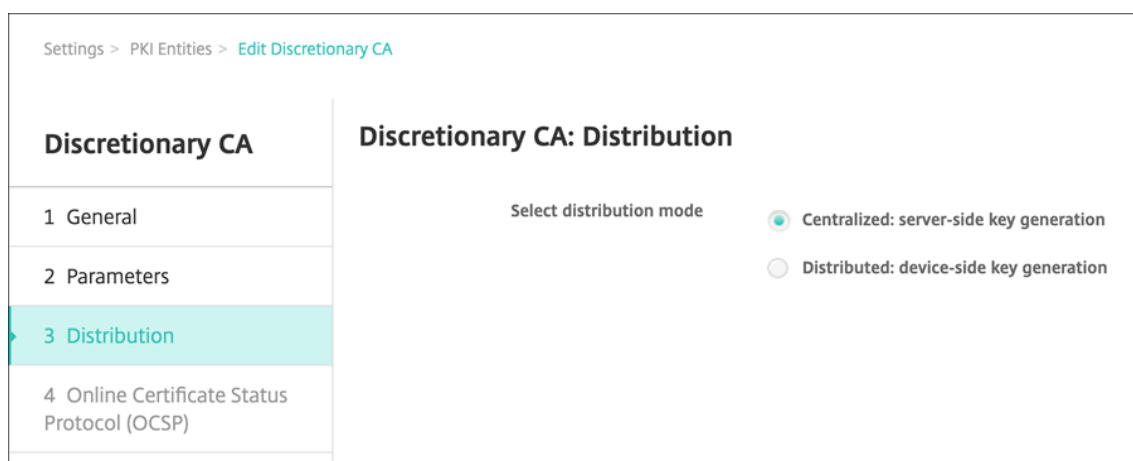 Settings > PKI Entities > Edit Discretionary CA
Discretionary CA
1 General
2 Parameters
3 Distribution
4 Online Certificate Status
Protocol (OCSP)
Discretionary CA: Distribution
Select distribution mode
Centralized: server-side key generation
Distributed: device-side key generation